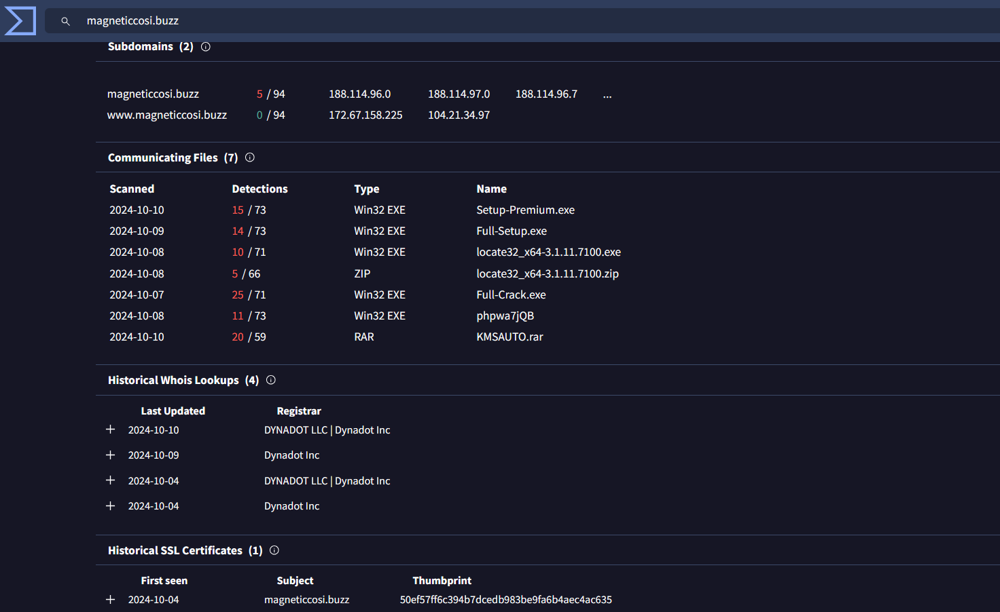 magneticcosi.buzz
Subdomains (2)
magneticcosi.buzz 5 / 94 188.114.96.0 188.114.97.0 188.114.96.7 ...
www.magneticcosi.buzz 0 / 94 172.67.158.225 104.21.34.97
Communicating Files (7)
Scanned Detections Type Name
2024-10-10 15 / 73 Win32 EXE Setup-Premium.exe
2024-10-09 14 / 73 Win32 EXE Full-Setup.exe
2024-10-08 10 / 71 Win32 EXE locate32_x64-3.1.11.7100.exe
2024-10-08 5 / 66 ZIP locate32_x64-3.1.11.7100.zip
2024-10-07 25 / 71 Win32 EXE Full-Crack.exe
2024-10-08 11 / 73 Win32 EXE phpwa7jQB
2024-10-10 20 / 59 RAR KMSAUTO.rar
Historical Whois Lookups (4)
Last Updated Registrar
+ 2024-10-10 DYNADOT LLC | Dynadot Inc
+ 2024-10-09 Dynadot Inc
+ 2024-10-04 DYNADOT LLC | Dynadot Inc
+ 2024-10-04 Dynadot Inc
Historical SSL Certificates (1)
First seen Subject Thumbprint
+ 2024-10-04 magneticcosi.buzz 50ef57ff6c394b7dcedb983be9fa6b4aec4ac635